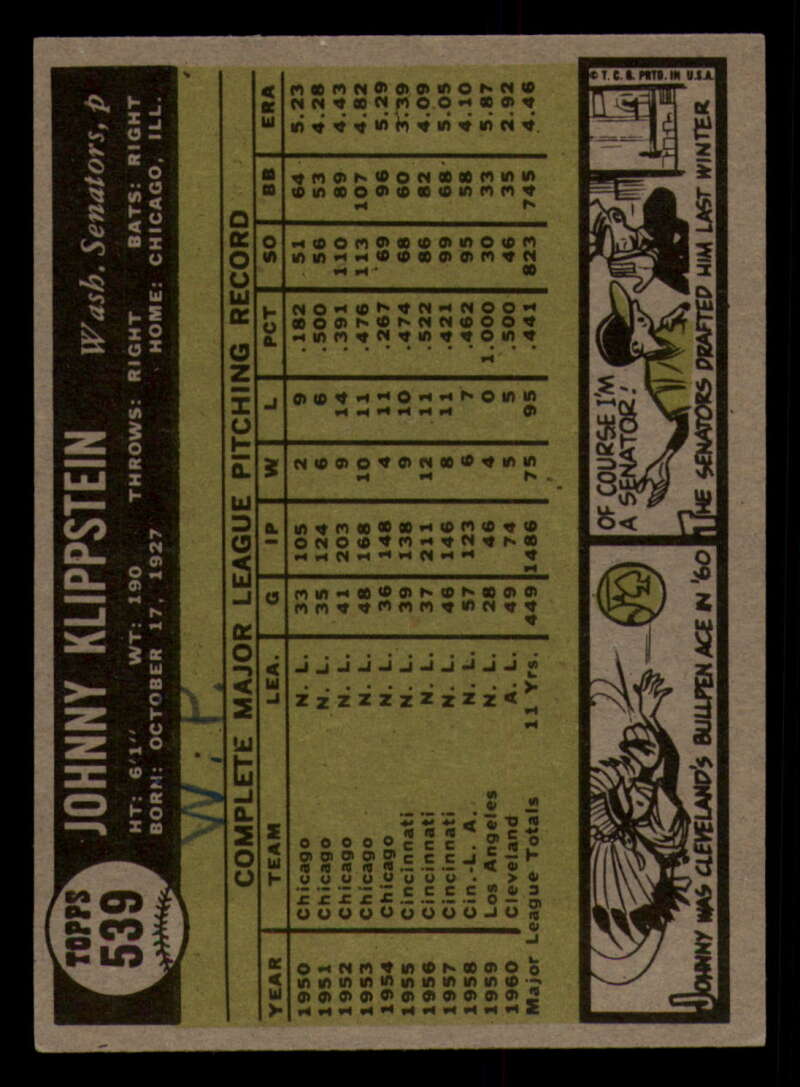 TOPPS
539
JOHNNY KLIPPSTEIN Wash. Senators, p
HT: 6'1" WT: 190 THROWS: RIGHT BATS: RIGHT
BORN: OCTOBER 17, 1927 HOME: CHICAGO, ILL.
W. P.
COMPLETE MAJOR LEAGUE PITCHING RECORD
YEAR TEAM LEA. G IP W L PCT SO BB ERA
1950 Chicago N. L. 33 105 2 9 .182 51 64 5.23
1951 Chicago N. L. 35 124 6 6 .500 56 53 4.28
1952 Chicago N. L. 41 203 9 14 .391 110 89 4.43
1953 Chicago N. L. 48 168 10 11 .476 113 107 4.82
1954 Chicago N. L. 36 148 4 11 .267 69 96 5.29
1955 Cincinnati N. L. 39 138 9 10 .474 68 60 3.39
1956 Cincinnati N. L. 37 211 12 11 .522 86 82 4.09
1957 Cincinnati N. L. 46 146 8 11 .421 99 68 5.05
1958 Cin.-L. A. N. L. 57 123 6 7 .462 95 58 4.10
1959 Los Angeles N. L. 28 46 4 0 1.000 30 33 5.87
1960 Cleveland A. L. 49 74 5 5 .500 46 35 2.92
Major League Totals 11 Yrs. 449 1486 75 95 .441 823 745 4.46
JOHNNY WAS CLEVELAND'S BULLPEN ACE IN '60
OF COURSE I'M
A SENATOR!
THE SENATORS DRAFTED HIM LAST WINTER
© T. C. G. PRTD. IN U.S.A.